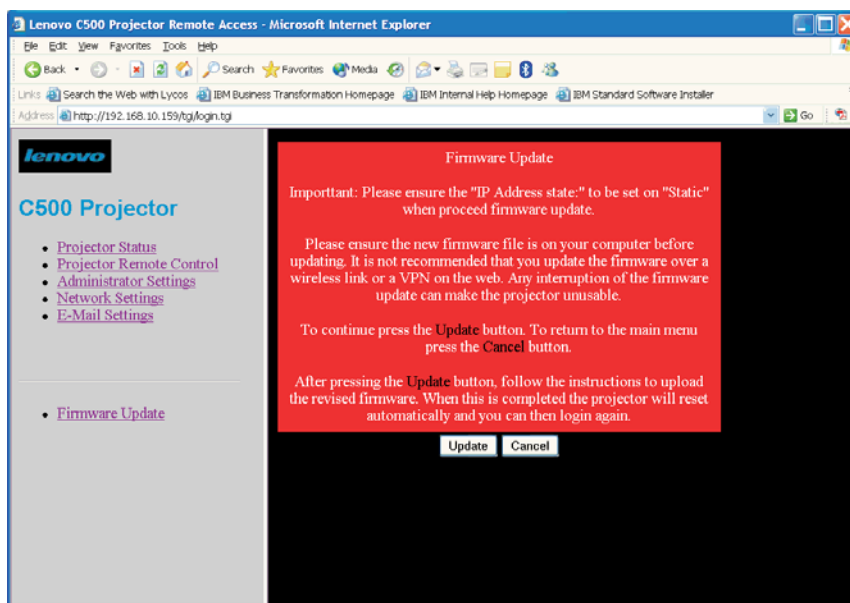 Lenovo C500 Projector Remote Access - Microsoft Internet Explorer
File Edit View Favorites Tools Help
Back Search Favorites Media
Links Search the Web with Lycos IBM Business Transformation Homepage IBM Internal Help Homepage IBM Standard Software Installer
Address http://192.168.10.159/tgi/login.tgi Go
lenovo
C500 Projector
Projector Status
Projector Remote Control
Administrator Settings
Network Settings
E-Mail Settings
Firmware Update
Firmware Update
Importtant: Please ensure the "IP Address state:" to be set on "Static"
when proceed firmware update.
Please ensure the new firmware file is on your computer before
updating. It is not recommended that you update the firmware over a
wireless link or a VPN on the web. Any interruption of the firmware
update can make the projector unusable.
To continue press the Update button. To return to the main menu
press the Cancel button.
After pressing the Update button, follow the instructions to upload
the revised firmware. When this is completed the projector will reset
automatically and you can then login again.
Update Cancel